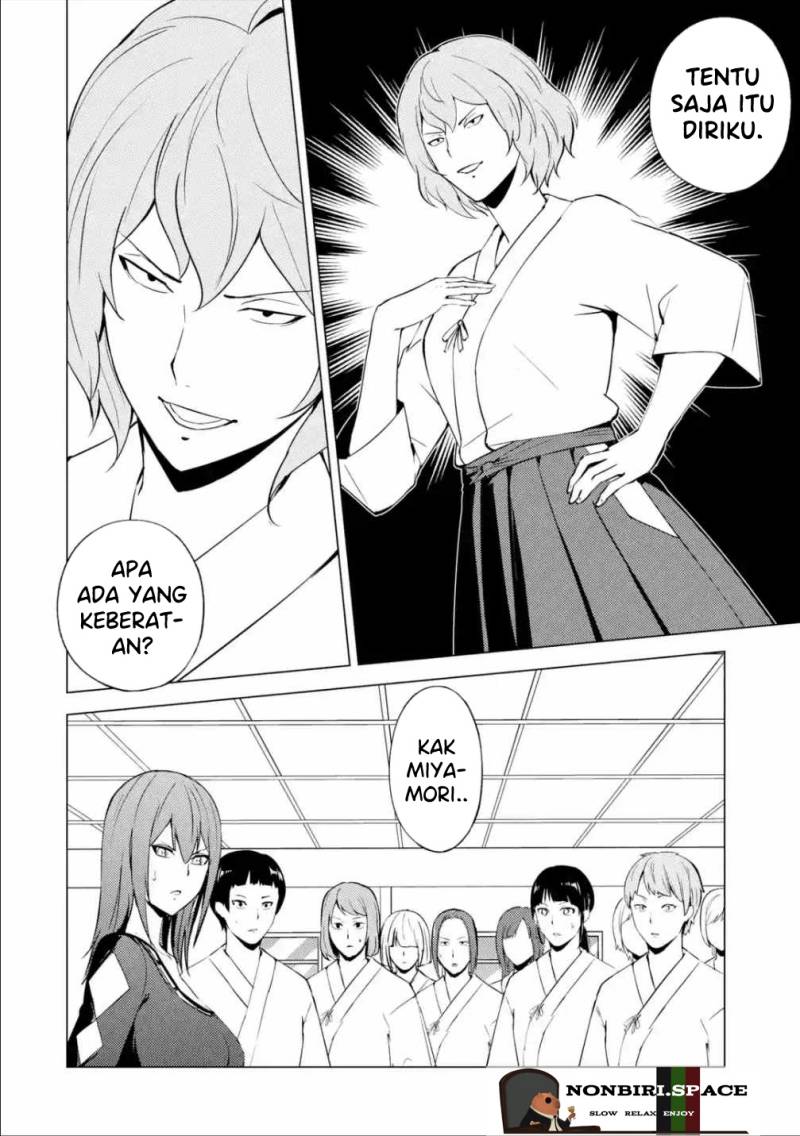 TENTU
SAJA ITU
DIRIKU.
APA
ADA YANG
KEBERAT-
AN?
KAK
MIYA-
MORI..
NONBIRI.SPACE
SLOW RELAX ENJOY